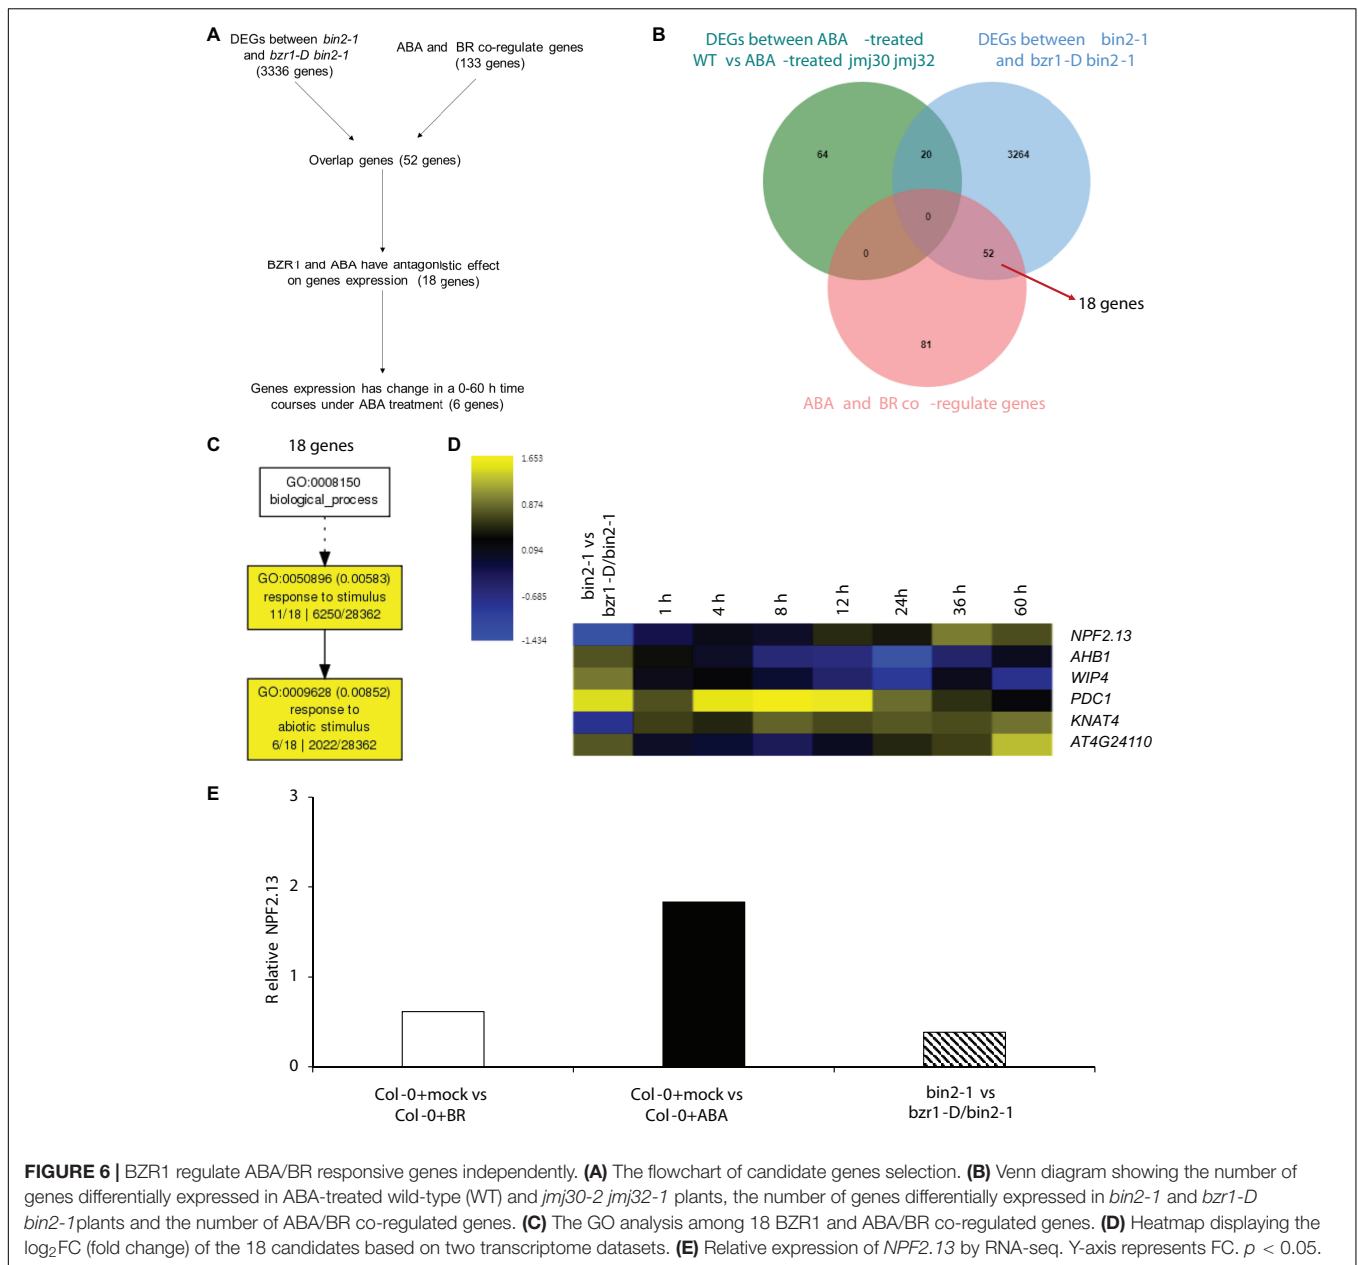 A
DEGs between bin2-1
and bzr1-D bin2-1
(3336 genes)
ABA and BR co-regulate genes
(133 genes)
Overlap genes (52 genes)
BZR1 and ABA have antagonistic effect
on genes expression (18 genes)
Genes expression has change in a 0-60 h time
courses under ABA treatment (6 genes)
B
DEGs between ABA -treated
WT vs ABA -treated jmj30 jmj32
DEGs between bin2-1
and bzr1-D bin2-1
64
20
3264
0
0
52
18 genes
81
ABA and BR co -regulate genes
C
18 genes
GO:0008150
biological_process
GO:0050896 (0.00583)
response to stimulus
11/18 | 6250/28362
GO:0009628 (0.00852)
response to
abiotic stimulus
6/18 | 2022/28362
D
1.653
0.874
0.094
-0.685
-1.434
bin2-1 vs
bzr1-D/bin2-1
1 h
4 h
8 h
12 h
24h
36 h
60 h
NPF2.13
AHB1
WIP4
PDC1
KNAT4
AT4G24110
E
R relative NPF2.13
3
2
1
0
Col-0+mock vs
Col-0+BR
Col-0+mock vs
Col-0+ABA
bin2-1 vs
bzr1-D/bin2-1
FIGURE 6 | BZR1 regulate ABA/BR responsive genes independently. (A) The flowchart of candidate genes selection. (B) Venn diagram showing the number of
genes differentially expressed in ABA-treated wild-type (WT) and jmj30-2 jmj32-1 plants, the number of genes differentially expressed in bin2-1 and bzr1-D
bin2-1plants and the number of ABA/BR co-regulated genes. (C) The GO analysis among 18 BZR1 and ABA/BR co-regulated genes. (D) Heatmap displaying the
log₂FC (fold change) of the 18 candidates based on two transcriptome datasets. (E) Relative expression of NPF2.13 by RNA-seq. Y-axis represents FC. p < 0.05.